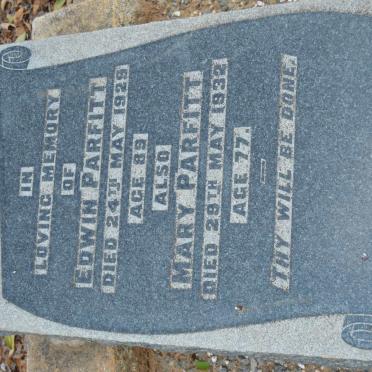 IN
LOVING MEMORY
OF
EDWIN PARFITT
DIED 24TH MAY 1929
AGE 89
ALSO
MARY PARFITT
DIED 29TH MAY 1932
AGE 77.
THY WILL BE DONE.